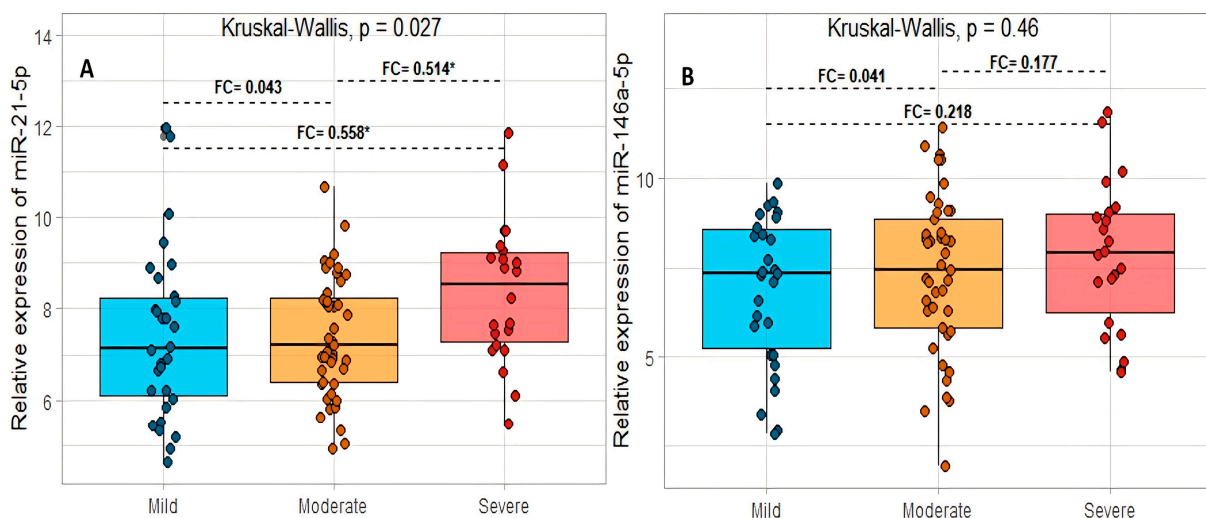 Kruskal-Wallis, p = 0.027
A
FC= 0.514*
FC= 0.043
FC= 0.558*
Relative expression of miR-21-5p
14
12
10
8
6
Mild
Moderate
Severe
Kruskal-Wallis, p = 0.46
B
FC= 0.177
FC= 0.041
FC= 0.218
Relative expression of miR-146a-5p
10
5
Mild
Moderate
Severe